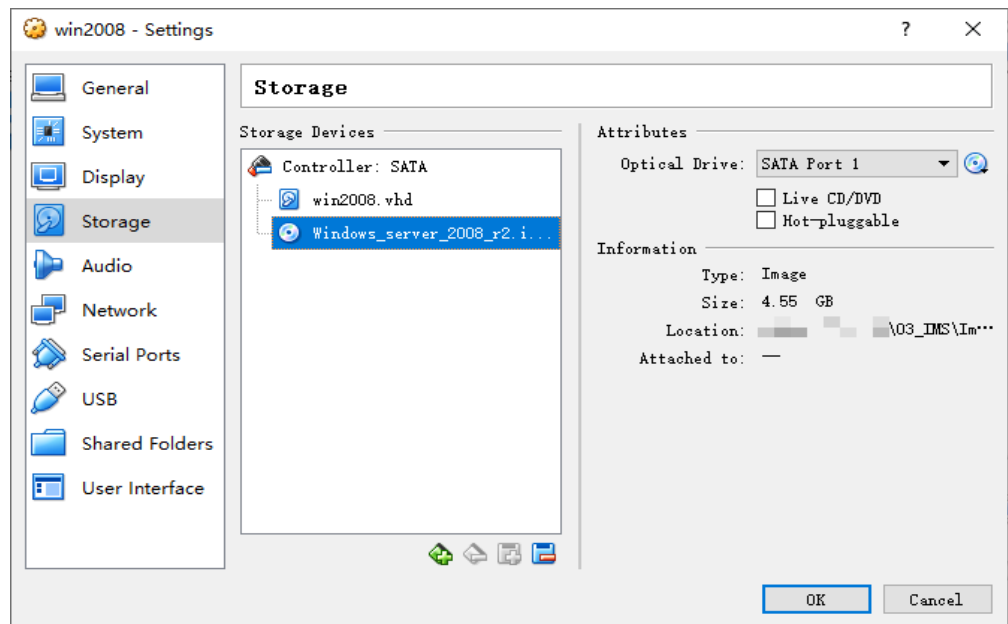 win2008 - Settings
?
General
System
Display
Storage
Audio
Network
Serial Ports
USB
Shared Folders
User Interface
Storage
Storage Devices
Controller: SATA
win2008.vhd
Windows_server_2008_r2.i...
Attributes
Optical Drive: SATA Port 1
Live CD/DVD
Hot-pluggable
Information
Type: Image
Size: 4.55 GB
Location: \03_IMS\Im...
Attached to: —
OK
Cancel